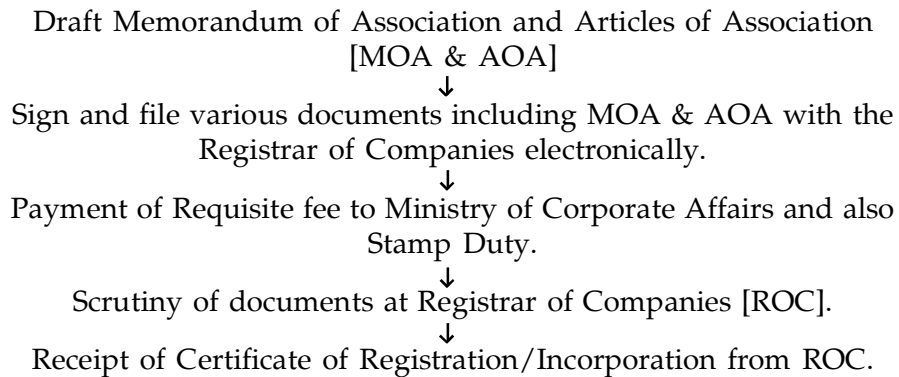 Draft Memorandum of Association and Articles of Association
[MOA & AOA]
↓
Sign and file various documents including MOA & AOA with the
Registrar of Companies electronically.
↓
Payment of Requisite fee to Ministry of Corporate Affairs and also
Stamp Duty.
↓
Scrutiny of documents at Registrar of Companies [ROC].
↓
Receipt of Certificate of Registration/Incorporation from ROC.